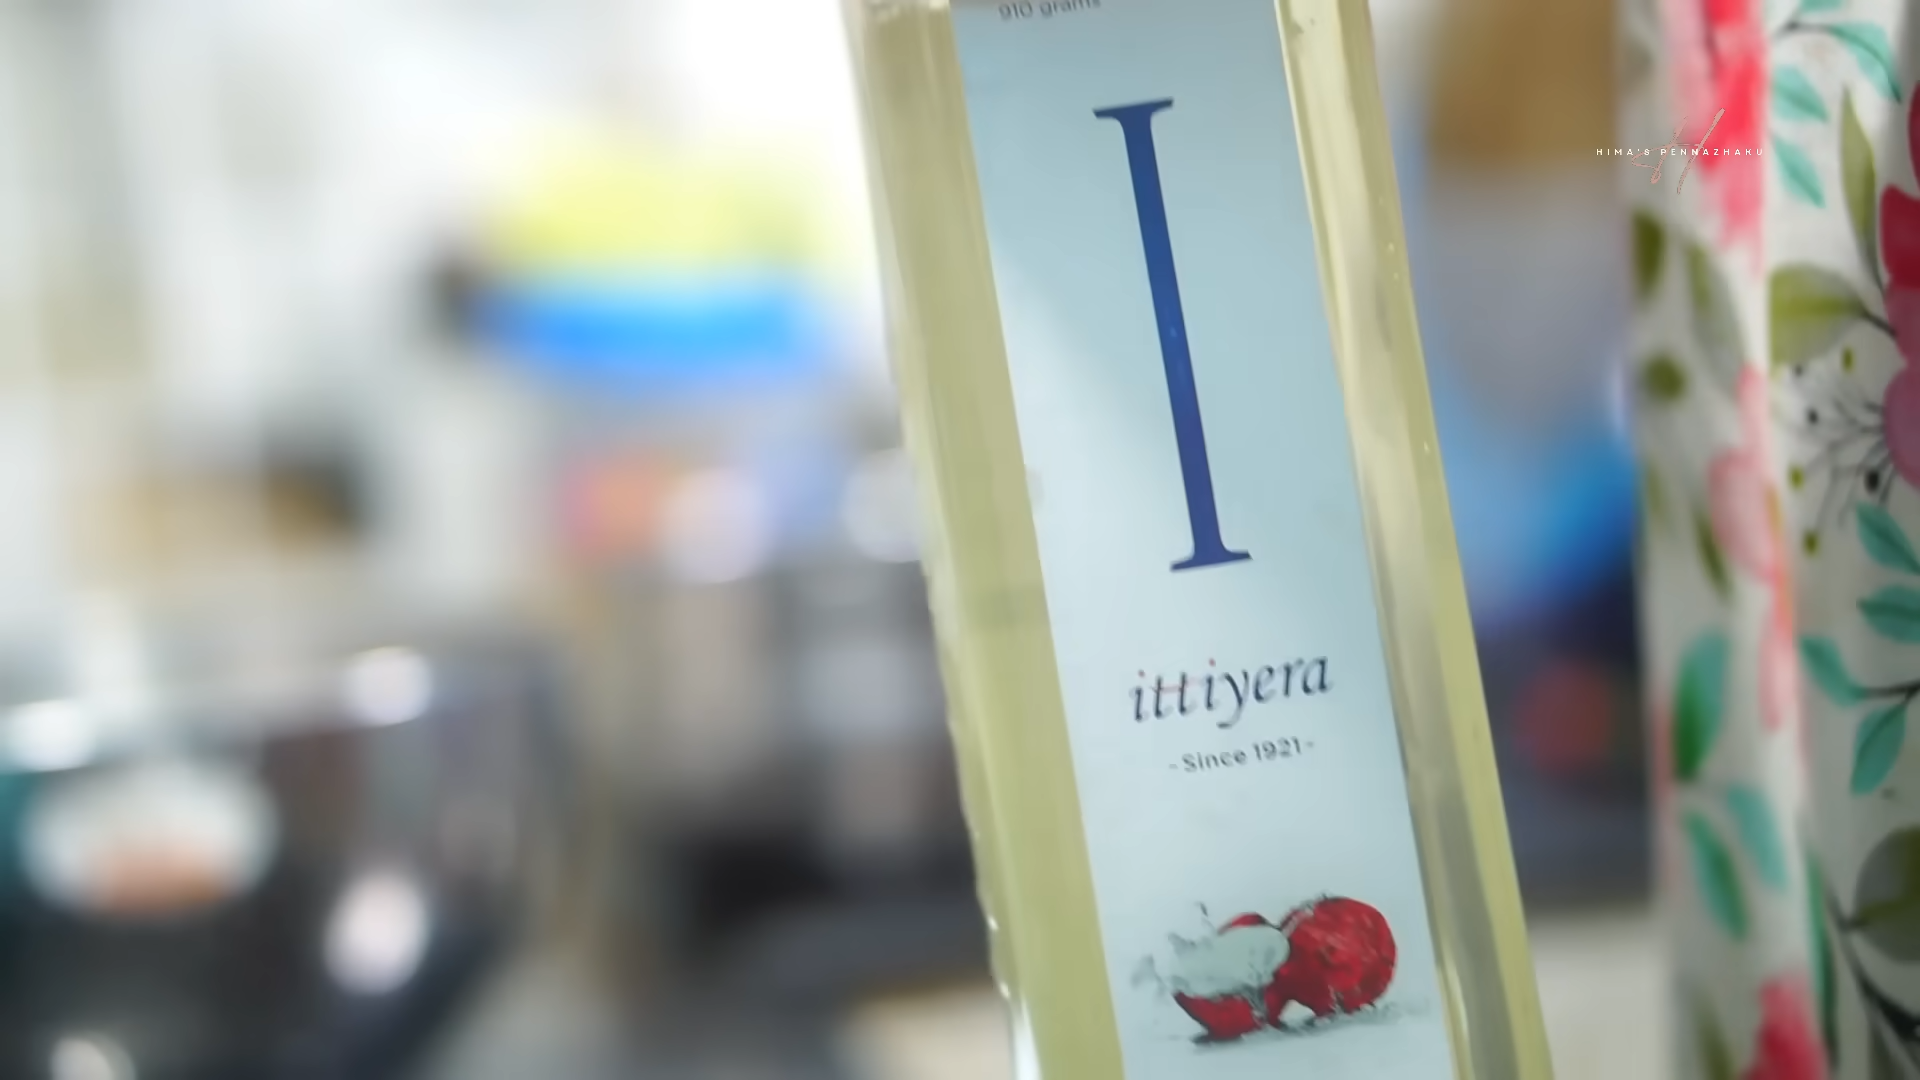 910 grams
I
ittiyera
- Since 1921 -
HIMA'S PENNAZHAKU